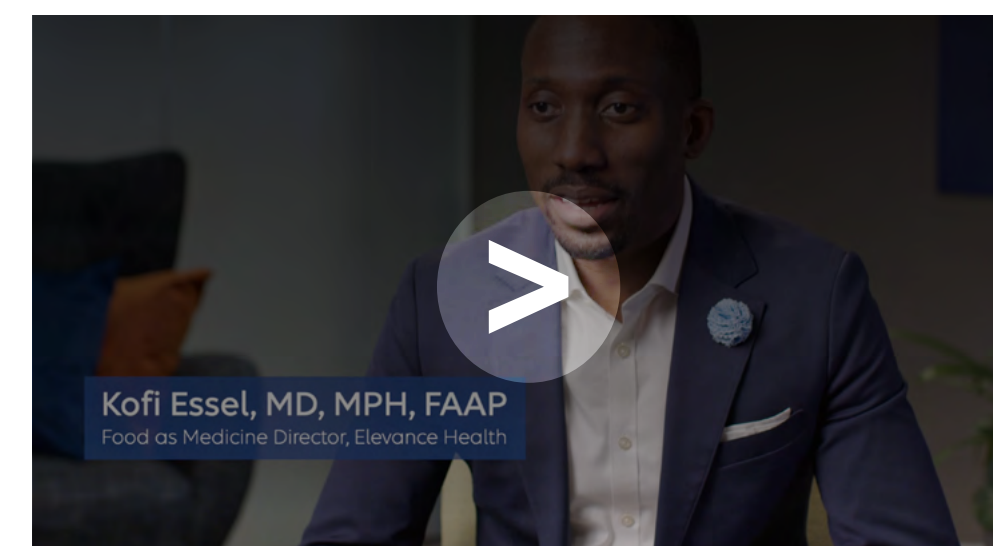 Kofi Essel, MD, MPH, FAAP
Food as Medicine Director, Elevance Health